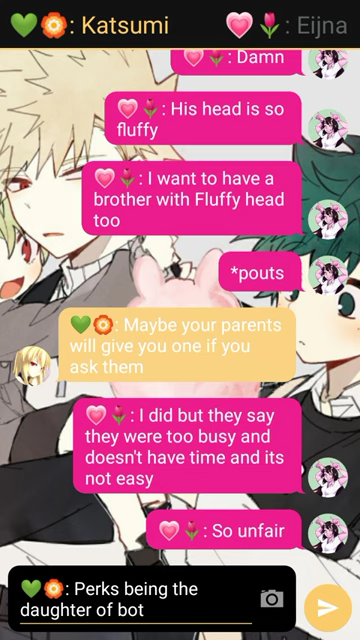 💚🏵️: Katsumi
💗🌷: Eijna
💗🌷: Damn
💗🌷: His head is so
fluffy
💗🌷: I want to have a
brother with Fluffy head
too
*pouts
💚🏵️: Maybe your parents
will give you one if you
ask them
💗🌷: I did but they say
they were too busy and
doesn't have time and its
not easy
💗🌷: So unfair
💚🏵️: Perks being the
daughter of bot